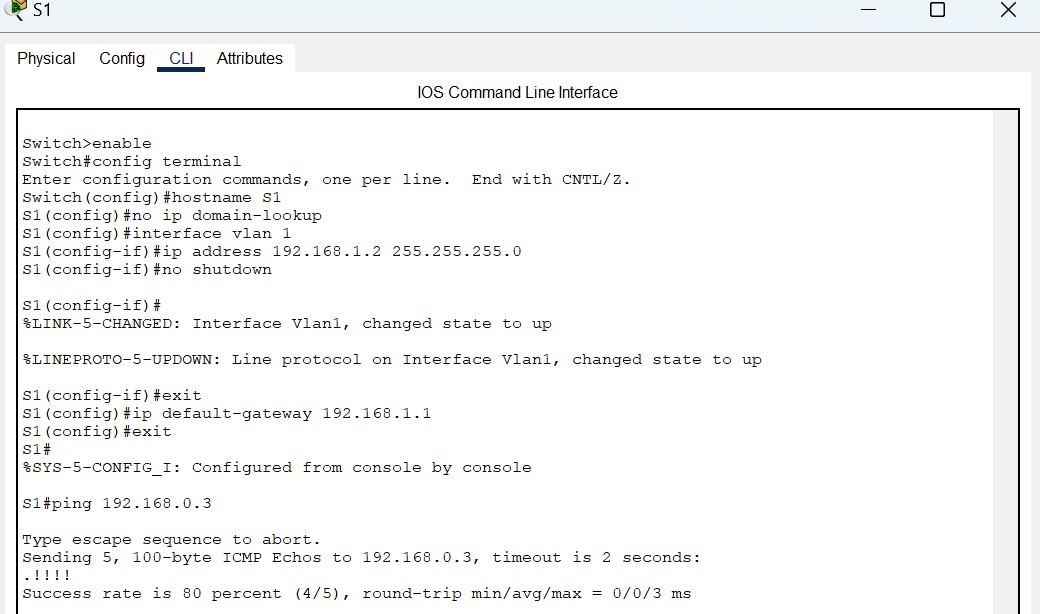 S1
Physical Config CLI Attributes
IOS Command Line Interface
Switch>enable
Switch#config terminal
Enter configuration commands, one per line.  End with CNTL/Z.
Switch(config)#hostname S1
S1(config)#no ip domain-lookup
S1(config)#interface vlan 1
S1(config-if)#ip address 192.168.1.2 255.255.255.0
S1(config-if)#no shutdown
S1(config-if)#
%LINK-5-CHANGED: Interface Vlan1, changed state to up
%LINEPROTO-5-UPDOWN: Line protocol on Interface Vlan1, changed state to up
S1(config-if)#exit
S1(config)#ip default-gateway 192.168.1.1
S1(config)#exit
S1#
%SYS-5-CONFIG_I: Configured from console by console
S1#ping 192.168.0.3
Type escape sequence to abort.
Sending 5, 100-byte ICMP Echos to 192.168.0.3, timeout is 2 seconds:
.!!!!
Success rate is 80 percent (4/5), round-trip min/avg/max = 0/0/3 ms